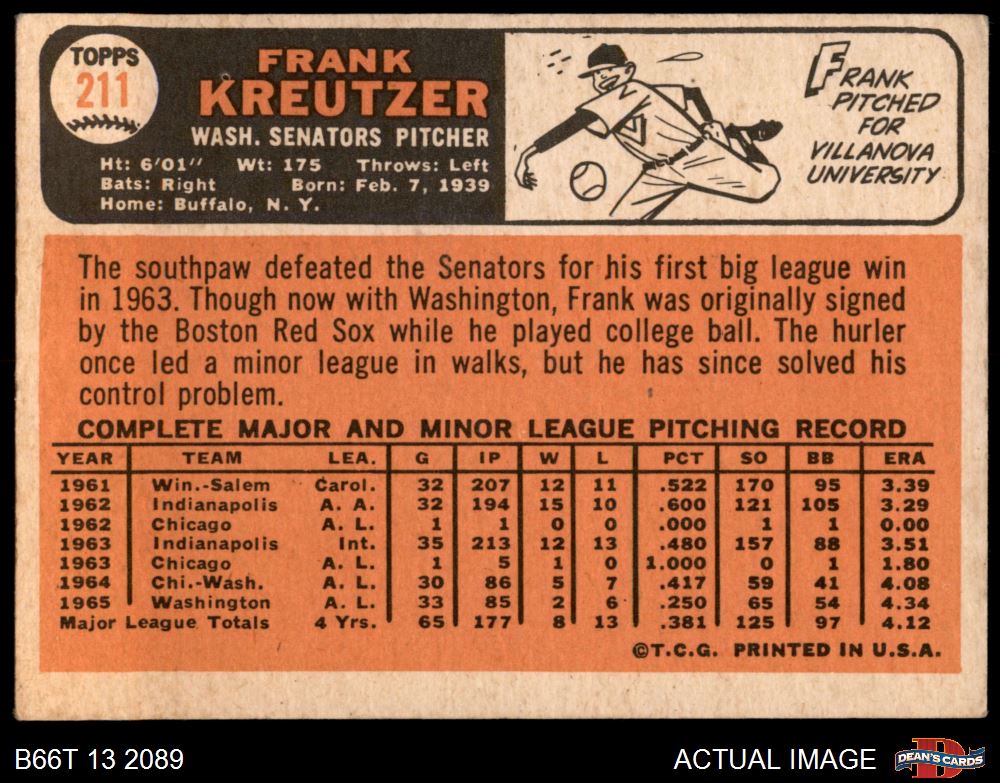 TOPPS
211
FRANK
KREUTZER
WASH. SENATORS PITCHER
Ht: 6'01" Wt: 175 Throws: Left
Bats: Right Born: Feb. 7, 1939
Home: Buffalo, N. Y.
V
FRANK
PITCHED
FOR
VILLANOVA
UNIVERSITY
The southpaw defeated the Senators for his first big league win
in 1963. Though now with Washington, Frank was originally signed
by the Boston Red Sox while he played college ball. The hurler
once led a minor league in walks, but he has since solved his
control problem.
COMPLETE MAJOR AND MINOR LEAGUE PITCHING RECORD
YEAR TEAM LEA. G IP W L PCT SO BB ERA
1961 Win.-Salem Carol. 32 207 12 11 .522 170 95 3.39
1962 Indianapolis A. A. 32 194 15 10 .600 121 105 3.29
1962 Chicago A. L. 1 1 0 0 .000 1 1 0.00
1963 Indianapolis Int. 35 213 12 13 .480 157 88 3.51
1963 Chicago A. L. 1 5 1 0 1.000 0 1 1.80
1964 Chi.-Wash. A. L. 30 86 5 7 .417 59 41 4.08
1965 Washington A. L. 33 85 2 6 .250 65 54 4.34
Major League Totals 4 Yrs. 65 177 8 13 .381 125 97 4.12
©T.C.G. PRINTED IN U.S.A.
B66T 13 2089
ACTUAL IMAGE
D
DEAN'S CARDS